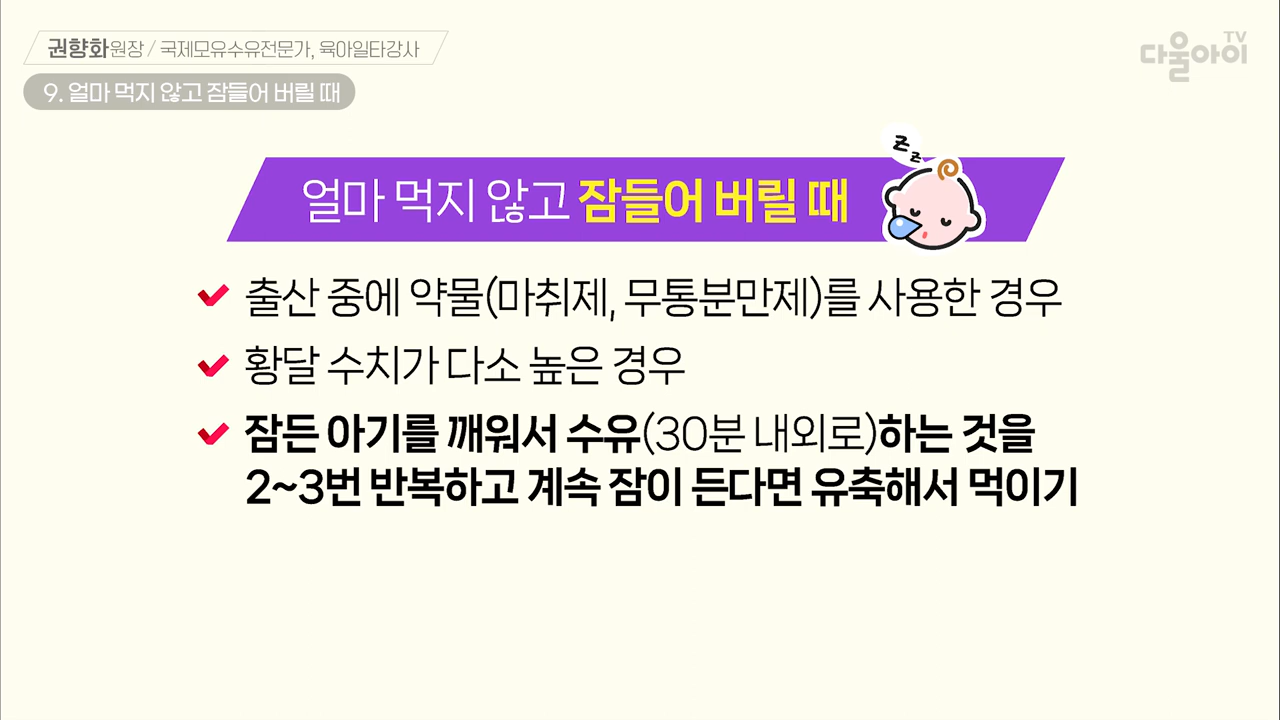 권향화원장 / 국제모유수유전문가, 육아일타강사
다울아이 TV
9. 얼마 먹지 않고 잠들어 버릴 때
얼마 먹지 않고 잠들어 버릴 때
z z
출산 중에 약물(마취제, 무통분만제)를 사용한 경우
황달 수치가 다소 높은 경우
잠든 아기를 깨워서 수유(30분 내외로)하는 것을
2~3번 반복하고 계속 잠이 든다면 유축해서 먹이기